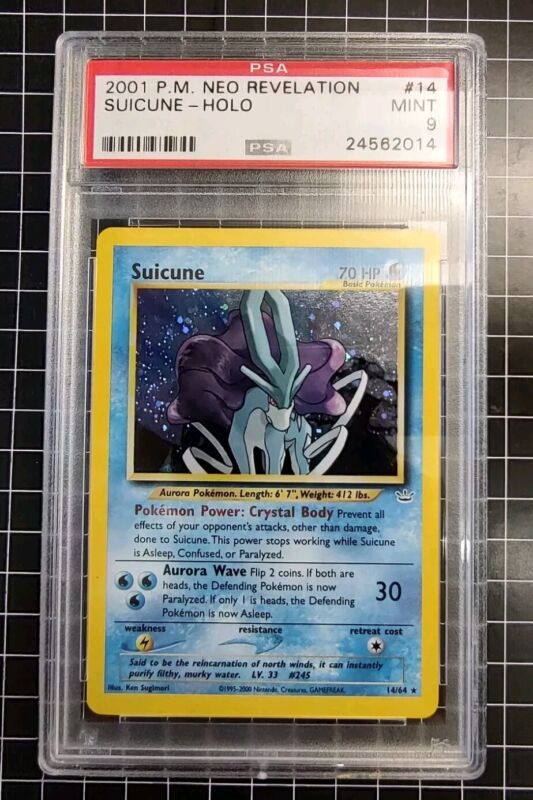 PSA
2001 P.M. NEO REVELATION #14
SUICUNE - HOLO MINT
9
PSA 24562014
Suicune 70 HP
Basic Pokémon
Aurora Pokémon. Length: 6' 7", Weight: 412 lbs.
Pokémon Power: Crystal Body Prevent all
effects of your opponent's attacks, other than damage,
done to Suicune. This power stops working while Suicune
is Asleep, Confused, or Paralyzed.
Aurora Wave Flip 2 coins. If both are
heads, the Defending Pokémon is now
Paralyzed. If only 1 is heads, the Defending
Pokémon is now Asleep.
30
weakness resistance retreat cost
Said to be the reincarnation of north winds, it can instantly
purify filthy, murky water. LV. 33 #245
Illus. Ken Sugimori ©1995-2000 Nintendo, Creatures, GAMEFREAK. 14/64 ★